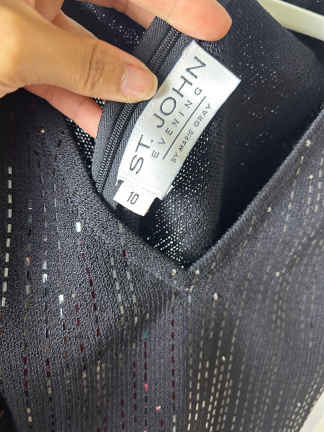 ST. JOHN
EVENING
BY MARIE GRAY
10